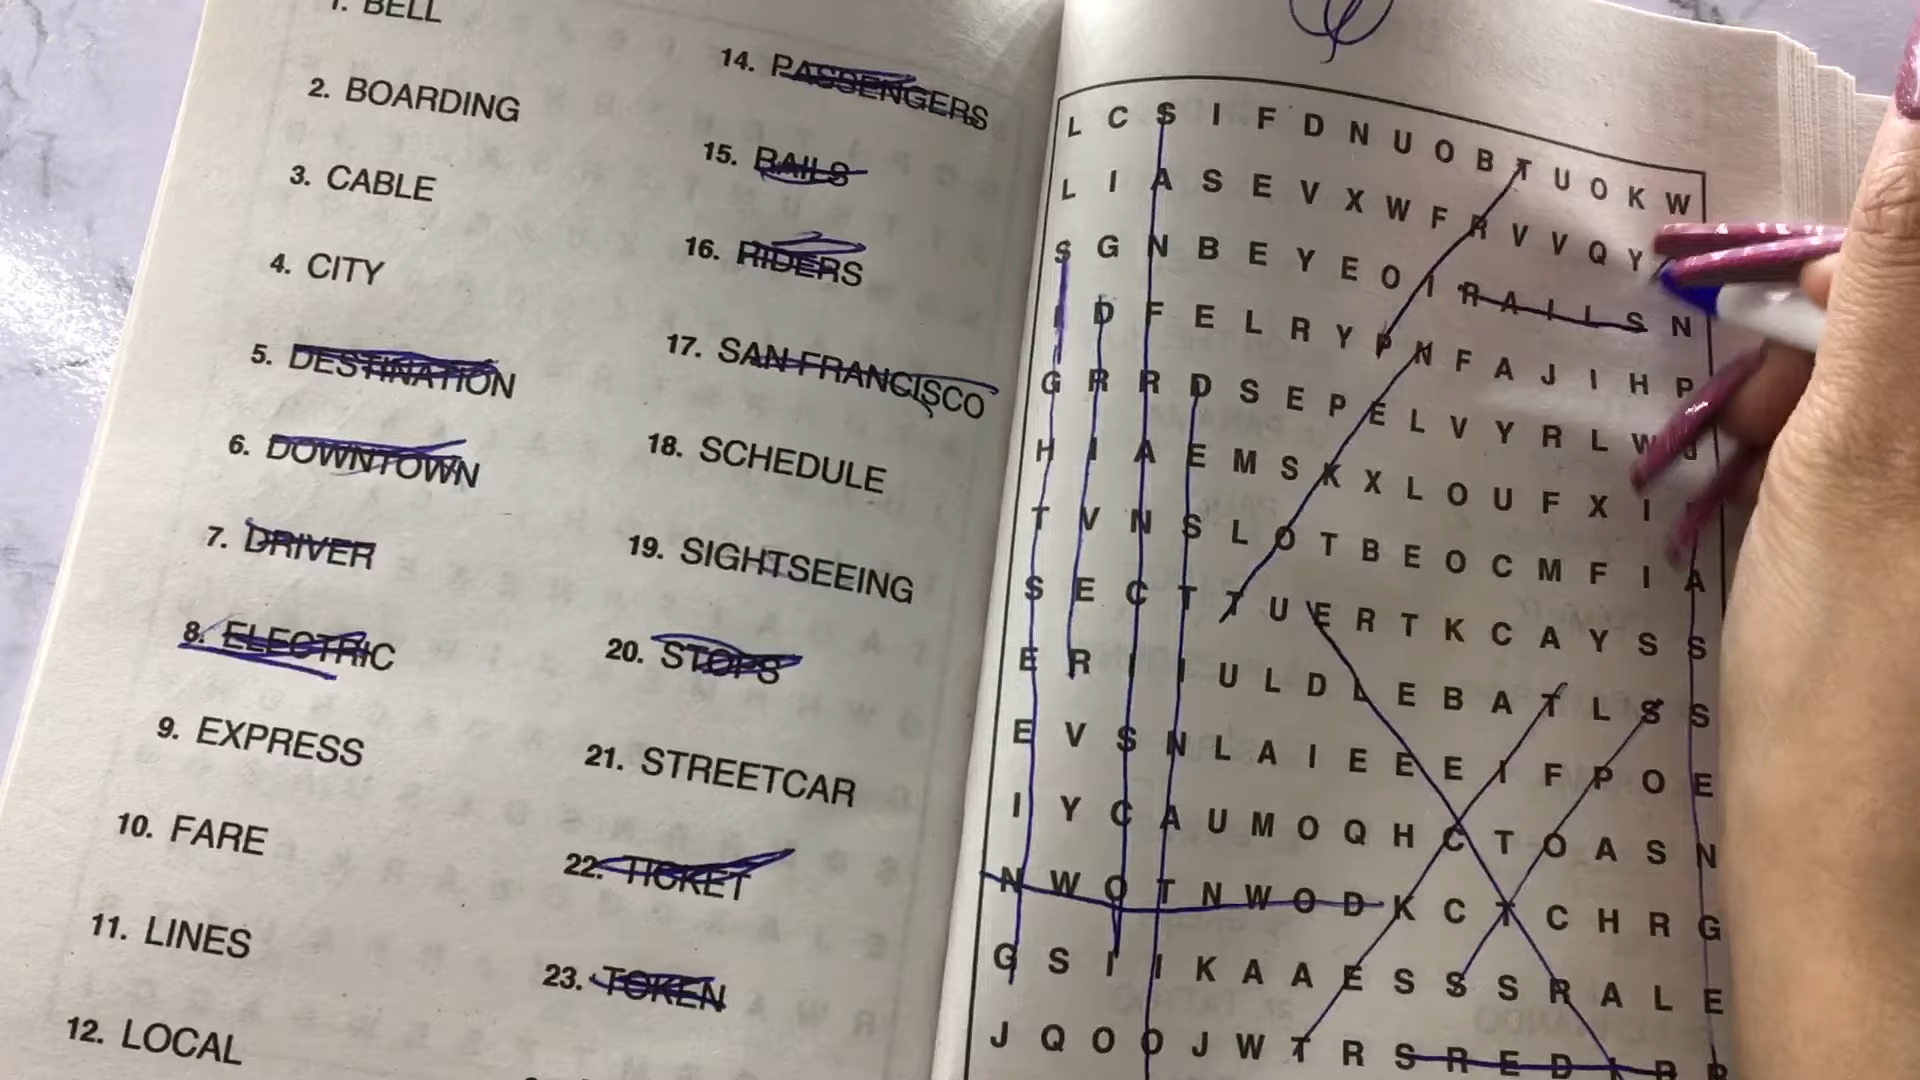 1. BELL
2. BOARDING
3. CABLE
4. CITY
5. DESTINATION
6. DOWNTOWN
7. DRIVER
8. ELECTRIC
9. EXPRESS
10. FARE
11. LINES
12. LOCAL
14. PASSENGERS
15. RAILS
16. RIDERS
17. SAN FRANCISCO
18. SCHEDULE
19. SIGHTSEEING
20. STOPS
21. STREETCAR
22. TICKET
23. TOKEN
L C S I F D N U O B T U O K W
L I A S E V X W F R V V Q Y
S G N B E Y E O I R A I L S N
I D F E L R Y P N F A J I H P
G R R D S E P E L V Y R L W
H I A E M S K X L O U F X I
T V N S L O T B E O C M F I A
S E C T T U E R T K C A Y S S
E R I I U L D L E B A T L S S
E V S N L A I E E E I F P O E
I Y C A U M O Q H C T O A S N
N W O T N W O D K C T C H R G
G S I I K A A E S S S R A L E
J Q O O J W T R S R E D I R R